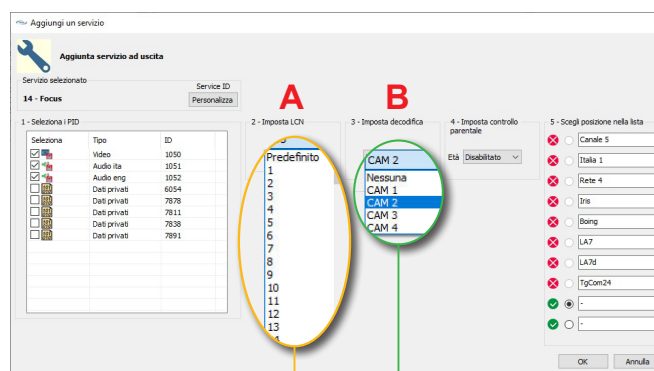 Aggiungi un servizio
Aggiunta servizio ad uscita
Servizio selezionato
14 - Focus
Service ID
Personalizza
A
B
1 - Seleziona i PID
Seleziona Tipo ID
Video 1050
Audio ita 1051
Audio eng 1052
Dati privati 6054
Dati privati 7878
Dati privati 7811
Dati privati 7838
Dati privati 7891
2 - Imposta LCN
Predefinito
1
2
3
4
5
6
7
8
9
10
11
12
13
3 - Imposta decodifica
CAM 2
Nessuna
CAM 1
CAM 2
CAM 3
CAM 4
4 - Imposta controllo
parentale
Età Disabilitato
5 - Scegli posizione nella lista
Canale 5
Italia 1
Rete 4
Iris
Boing
LA7
LA7d
TgCom24
-
-
OK Annulla